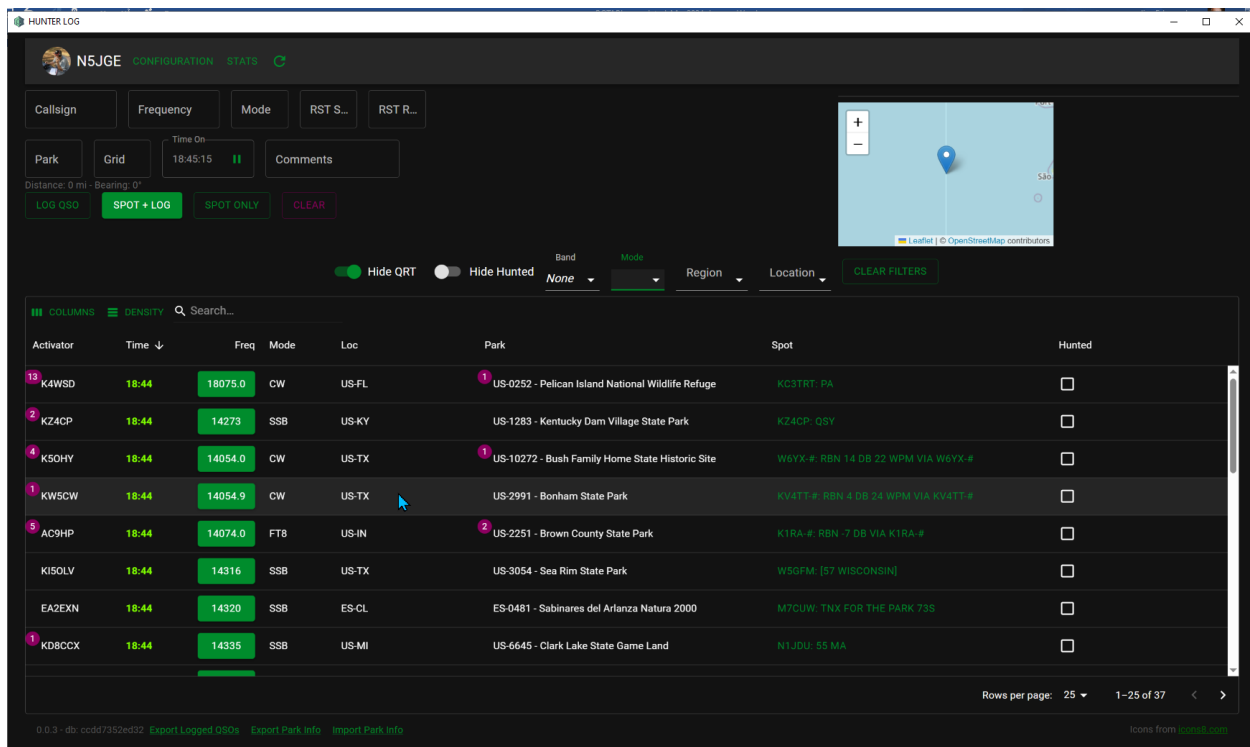 HUNTER LOG
N5JGE CONFIGURATION STATS
Callsign Frequency Mode RST S... RST R...
Time On
Park Grid 18:45:15 Comments
Distance: 0 mi - Bearing: 0°
LOG QSO SPOT + LOG SPOT ONLY CLEAR
+
−
São
Leaflet | © OpenStreetMap contributors
Band Mode
Hide QRT Hide Hunted None Region Location CLEAR FILTERS
COLUMNS DENSITY Search...
Activator Time Freq Mode Loc Park Spot Hunted
13 K4WSD 18:44 18075.0 CW US-FL 1 US-0252 - Pelican Island National Wildlife Refuge KC3TRT: PA
2 KZ4CP 18:44 14273 SSB US-KY US-1283 - Kentucky Dam Village State Park KZ4CP: QSY
4 K5OHY 18:44 14054.0 CW US-TX 1 US-10272 - Bush Family Home State Historic Site W6YX-#: RBN 14 DB 22 WPM VIA W6YX-#
1 KW5CW 18:44 14054.9 CW US-TX US-2991 - Bonham State Park KV4TT-#: RBN 4 DB 24 WPM VIA KV4TT-#
5 AC9HP 18:44 14074.0 FT8 US-IN 2 US-2251 - Brown County State Park K1RA-#: RBN -7 DB VIA K1RA-#
KI5OLV 18:44 14316 SSB US-TX US-3054 - Sea Rim State Park W5GFM: [57 WISCONSIN]
EA2EXN 18:44 14320 SSB ES-CL ES-0481 - Sabinares del Arlanza Natura 2000 M7CUW: TNX FOR THE PARK 73S
1 KD8CCX 18:44 14335 SSB US-MI US-6645 - Clark Lake State Game Land N1JDU: 55 MA
Rows per page: 25 1–25 of 37
0.0.3 - db: ccdd7352ed32 Export Logged QSOs Export Park Info Import Park Info Icons from icons8.com